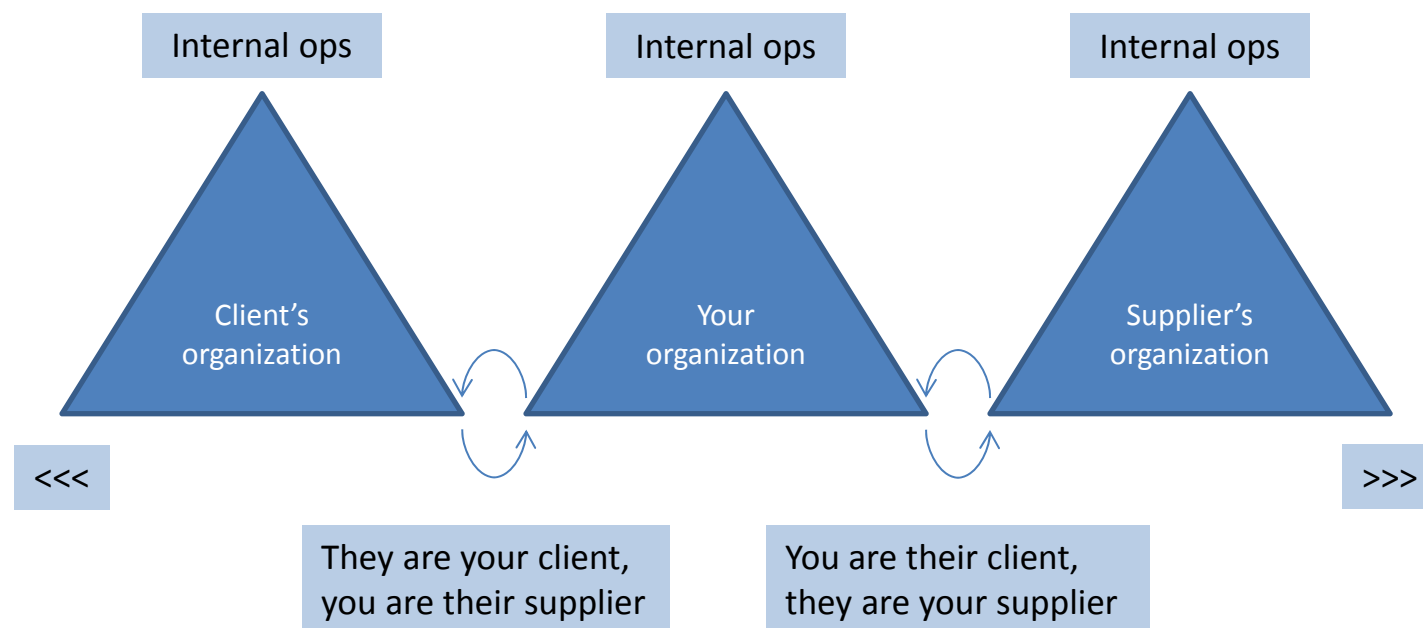 Internal ops
Internal ops
Internal ops
Client’s
organization
Your
organization
Supplier’s
organization
<<<
>>>
They are your client,
you are their supplier
You are their client,
they are your supplier